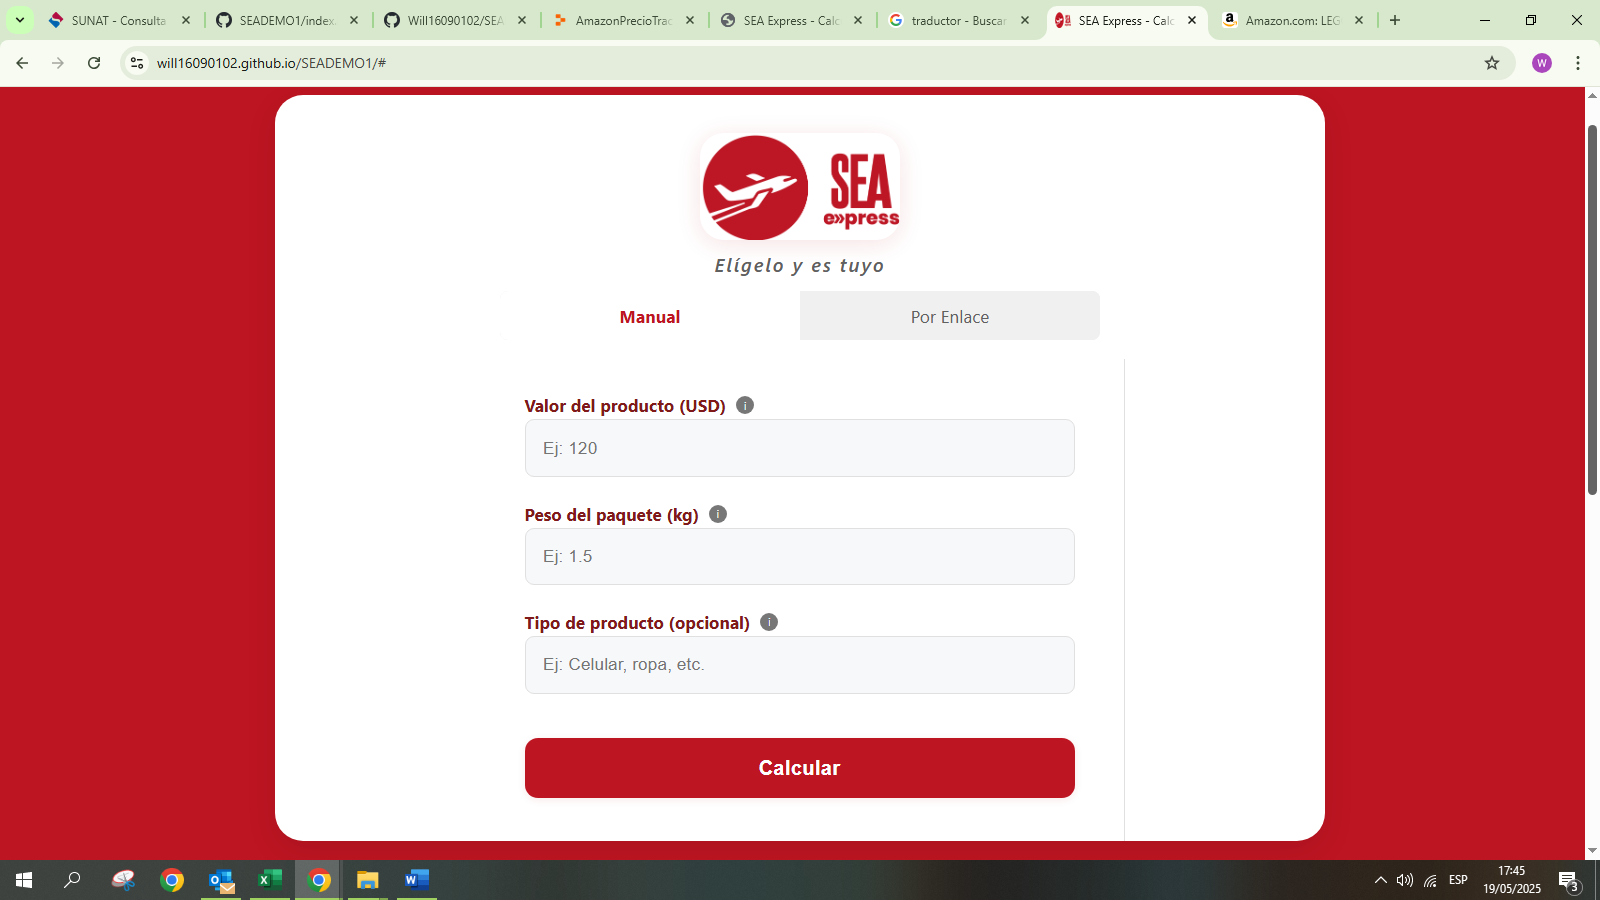 SUNAT - Consulta
SEADEMO1/index.
Will16090102/SEA
AmazonPrecioTrac
SEA Express - Calc
traductor - Buscar
SEA Express - Calc
Amazon.com: LEG
will16090102.github.io/SEADEMO1/#
W
SEA
e»press
Elígelo y es tuyo
Manual
Por Enlace
Valor del producto (USD) i
Ej: 120
Peso del paquete (kg) i
Ej: 1.5
Tipo de producto (opcional) i
Ej: Celular, ropa, etc.
Calcular
ESP
17:45
19/05/2025
3